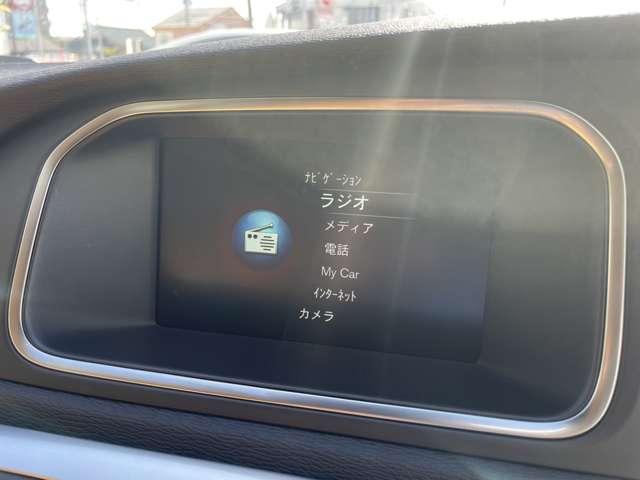 ﾅﾋﾞｹﾞｰｼｮﾝ
ラジオ
メディア
電話
My Car
ｲﾝﾀｰﾈｯﾄ
カメラ